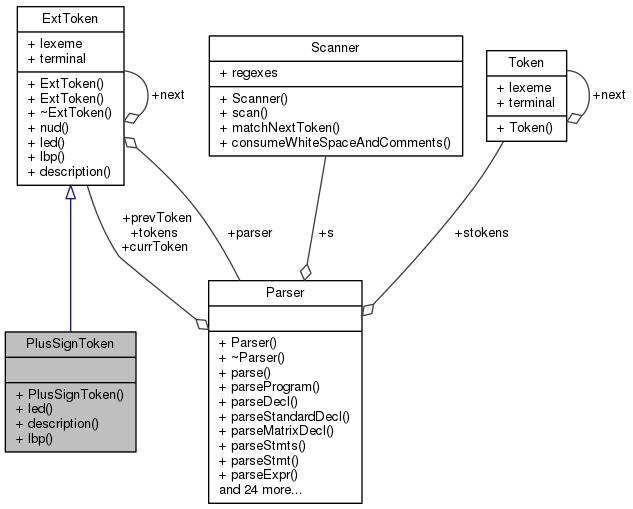 ExtToken
+ lexeme
+ terminal
+ ExtToken()
+ ExtToken()
+ ~ExtToken()
+ nud()
+ led()
+ lbp()
+ description()
+next
Scanner
+ regexes
+ Scanner()
+ scan()
+ matchNextToken()
+ consumeWhiteSpaceAndComments()
Token
+ lexeme
+ terminal
+ Token()
+next
+prevToken
+tokens
+currToken
+parser
+s
+stokens
PlusSignToken
+ PlusSignToken()
+ led()
+ description()
+ lbp()
Parser
+ Parser()
+ ~Parser()
+ parse()
+ parseProgram()
+ parseDecl()
+ parseStandardDecl()
+ parseMatrixDecl()
+ parseStmts()
+ parseStmt()
+ parseExpr()
and 24 more...